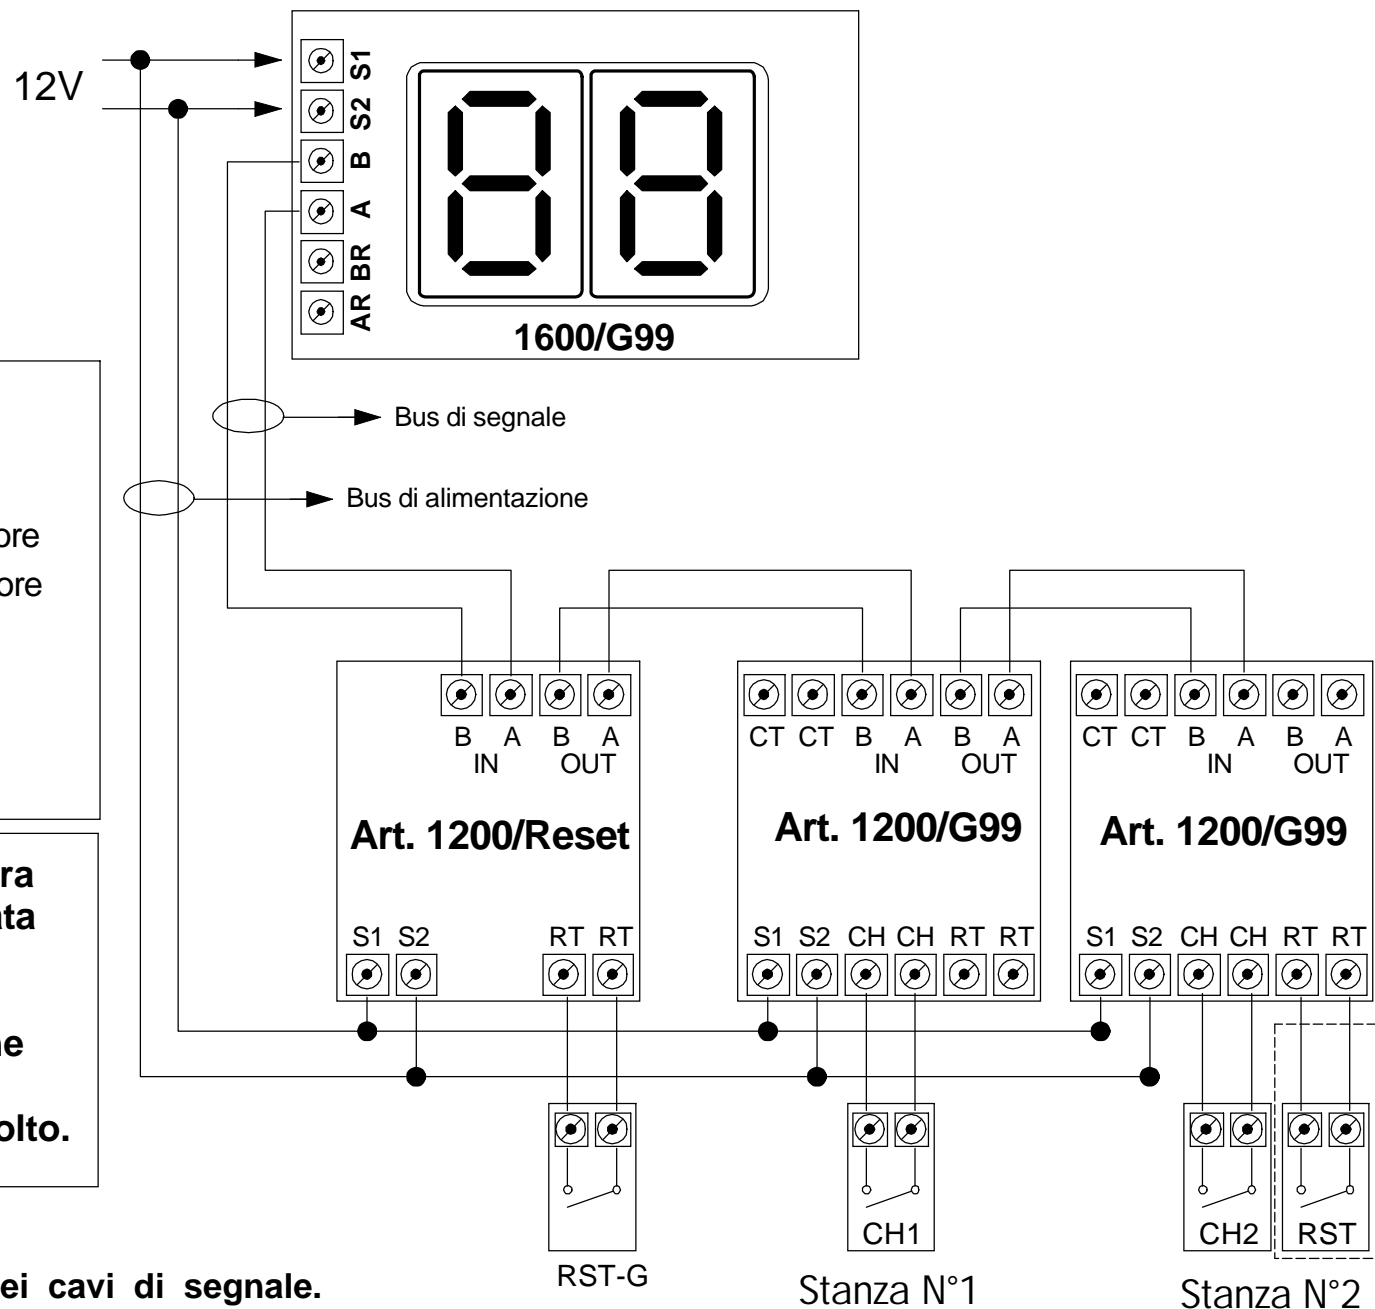 12V
S1
S2
B
A
BR
AR
1600/G99
Bus di segnale
Bus di alimentazione
ore
ore
B A B A
IN OUT
Art. 1200/Reset
S1 S2 RT RT
CT CT B A B A
IN OUT
Art. 1200/G99
S1 S2 CH CH RT RT
CT CT B A B A
IN OUT
Art. 1200/G99
S1 S2 CH CH RT RT
ra
ata
ne
olto.
RST-G
CH1
Stanza N°1
CH2
RST
Stanza N°2
ei cavi di segnale.